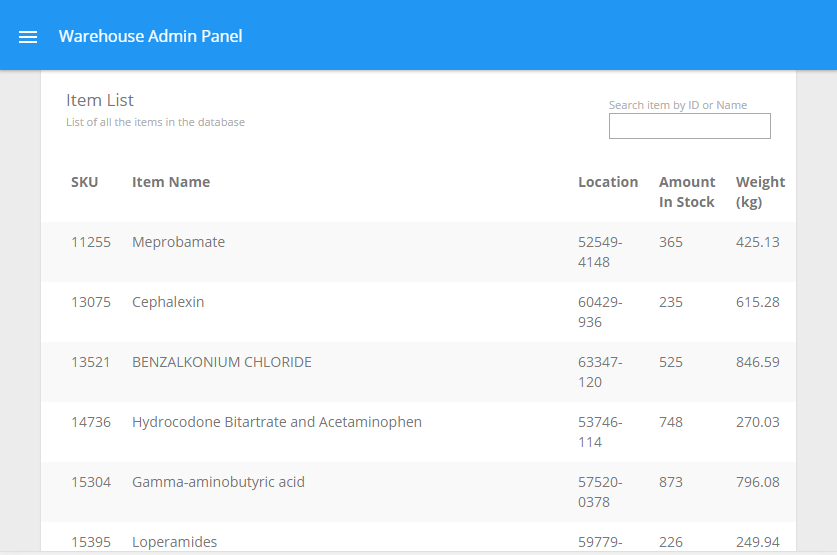 Warehouse Admin Panel
Item List
List of all the items in the database
Search item by ID or Name
SKU Item Name Location Amount In Stock Weight (kg)
11255 Meprobamate 52549-4148 365 425.13
13075 Cephalexin 60429-936 235 615.28
13521 BENZALKONIUM CHLORIDE 63347-120 525 846.59
14736 Hydrocodone Bitartrate and Acetaminophen 53746-114 748 270.03
15304 Gamma-aminobutyric acid 57520-0378 873 796.08
15395 Loperamides 59779- 226 249.94